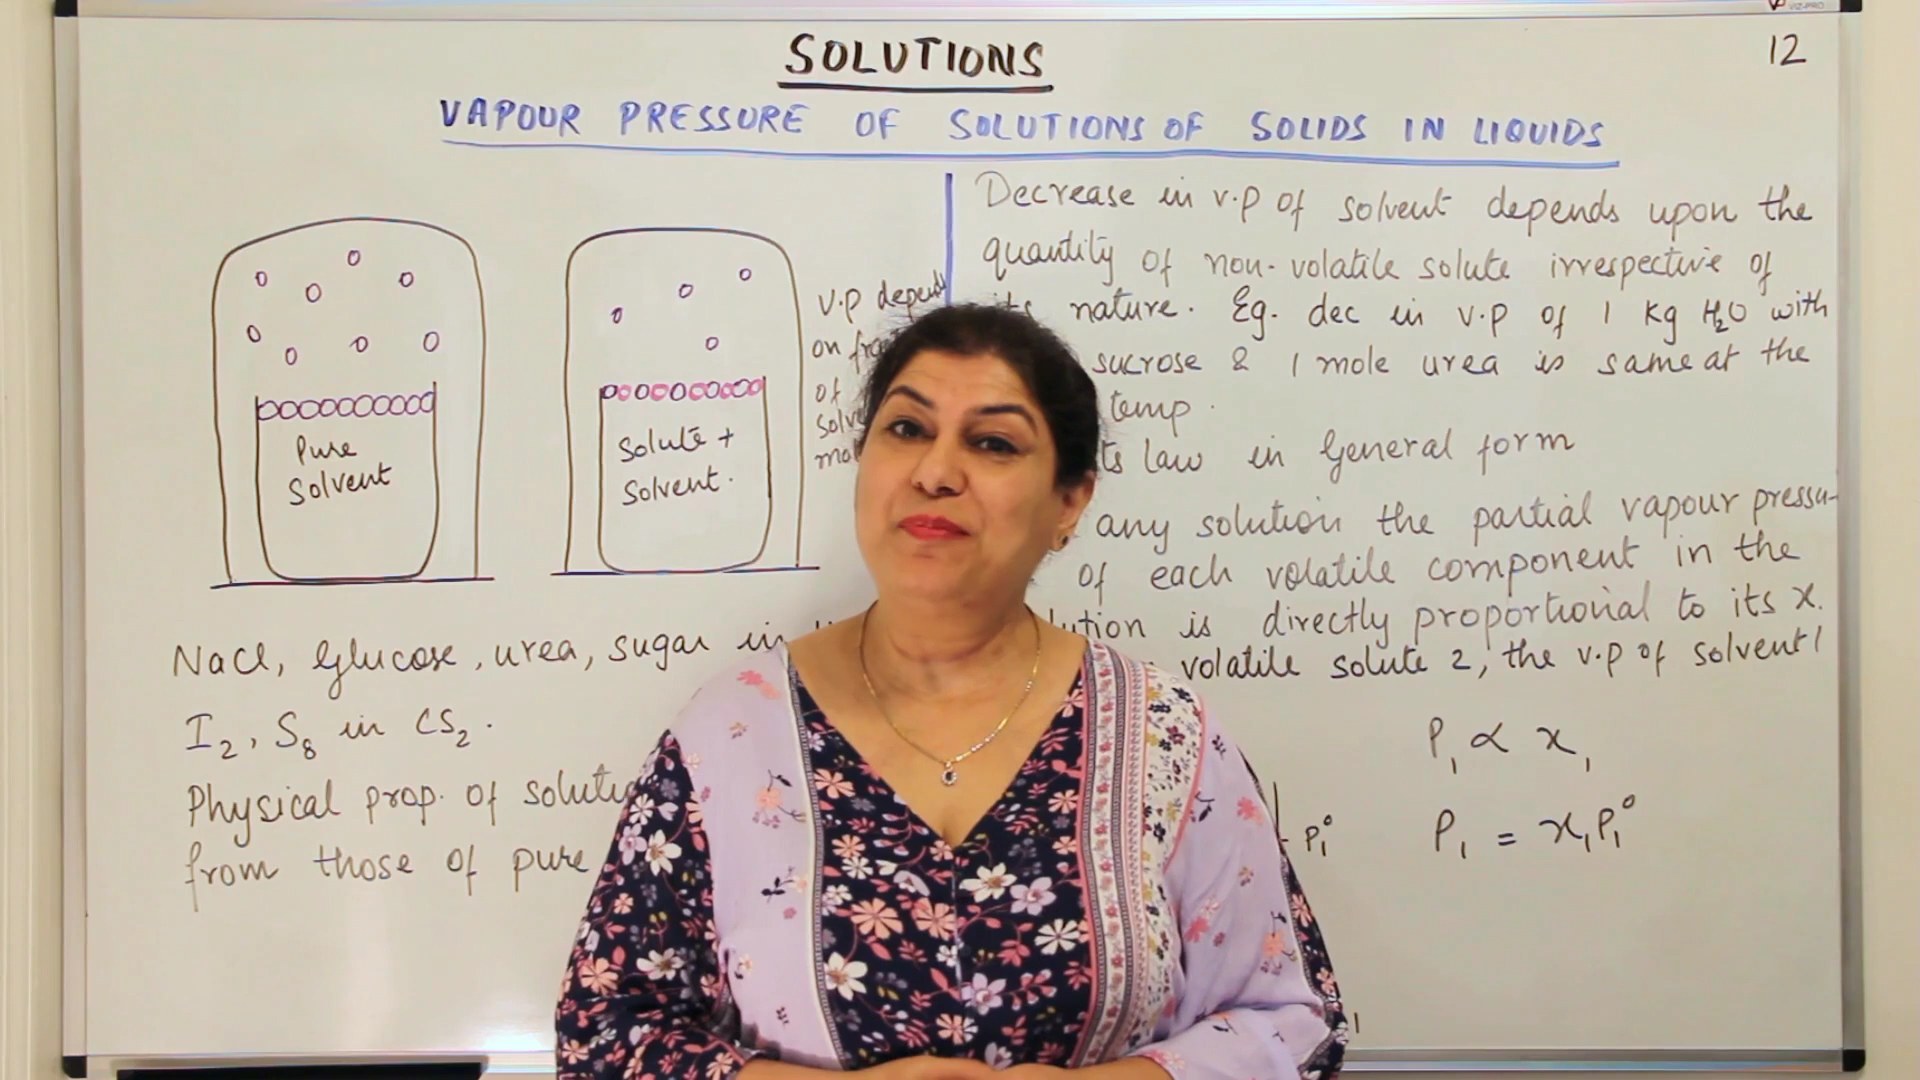 VIZ-PRO
SOLUTIONS
12
VAPOUR PRESSURE OF SOLUTIONS OF SOLIDS IN LIQUIDS
Pure
Solvent
Solute +
Solvent.
V.p depends
on
of
NaCl, Glucose, urea, sugar in
I2, S8 in CS2.
Physical prop. of
from those of pure
Decrease in v.p of solvent depends upon the
quantity of non-volatile solute irrespective of
its nature. Eg. dec in v.p of 1 kg H2O with
sucrose & 1 mole urea is same at the
temp.
law in General form
any solution the partial vapour pressu-
of each volatile component in the
is directly proportional to its x.
volatile solute 2, the v.p of solvent 1
P1 ∝ x1
P1° P1 = x1P1°
1